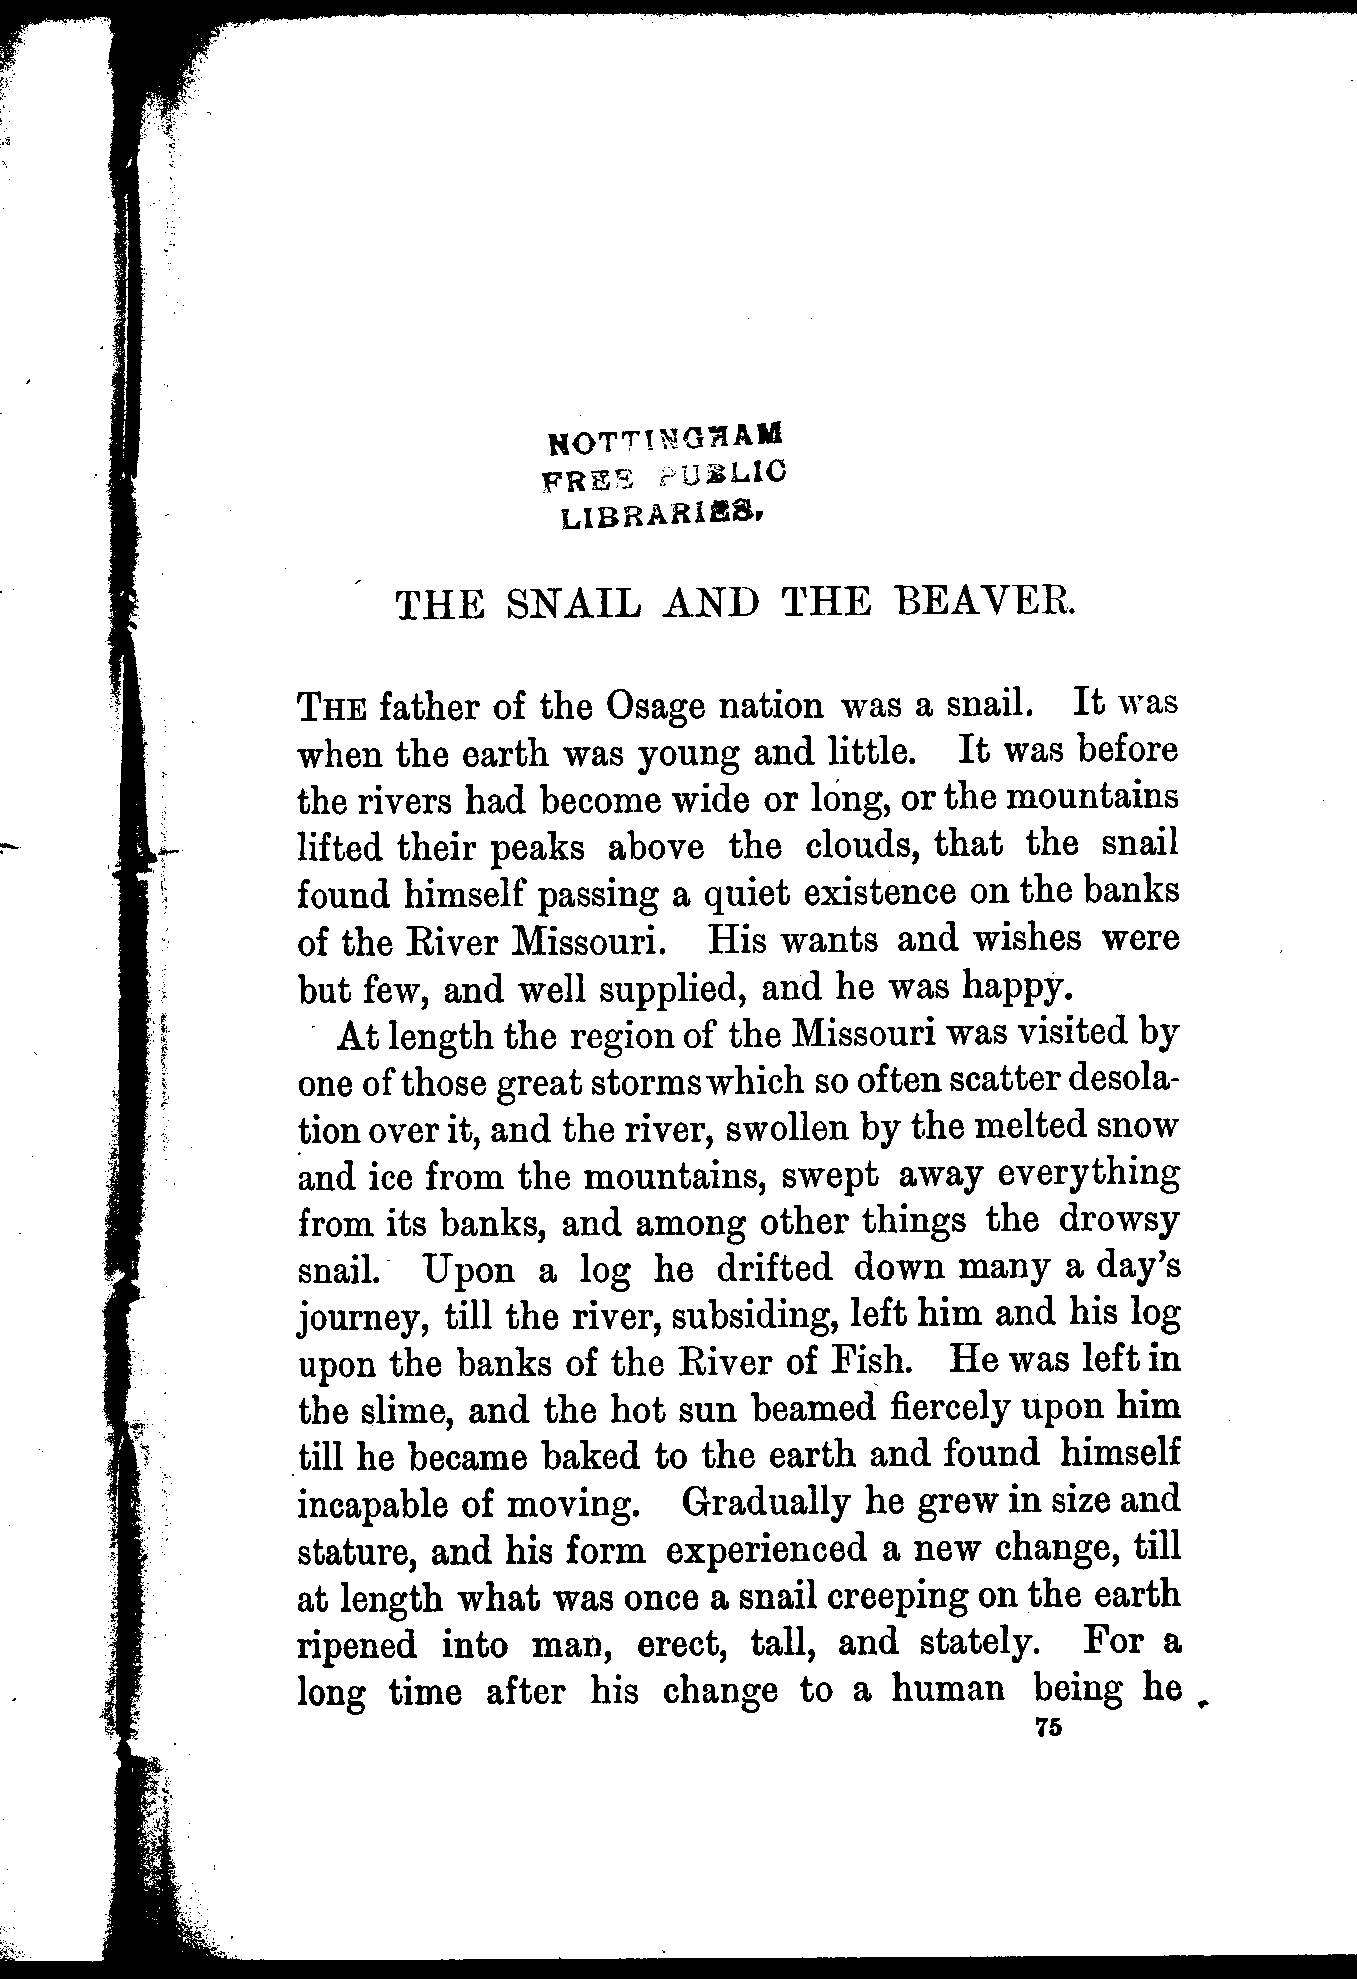 NOTTINGHAM
FREE PUBLIC
LIBRARIES,
THE SNAIL AND THE BEAVER.
THE father of the Osage nation was a snail. It was
when the earth was young and little. It was before
the rivers had become wide or long, or the mountains
lifted their peaks above the clouds, that the snail
found himself passing a quiet existence on the banks
of the River Missouri. His wants and wishes were
but few, and well supplied, and he was happy.
At length the region of the Missouri was visited by
one of those great storms which so often scatter desola-
tion over it, and the river, swollen by the melted snow
and ice from the mountains, swept away everything
from its banks, and among other things the drowsy
snail. Upon a log he drifted down many a day's
journey, till the river, subsiding, left him and his log
upon the banks of the River of Fish. He was left in
the slime, and the hot sun beamed fiercely upon him
till he became baked to the earth and found himself
incapable of moving. Gradually he grew in size and
stature, and his form experienced a new change, till
at length what was once a snail creeping on the earth
ripened into man, erect, tall, and stately. For a
long time after his change to a human being he
75